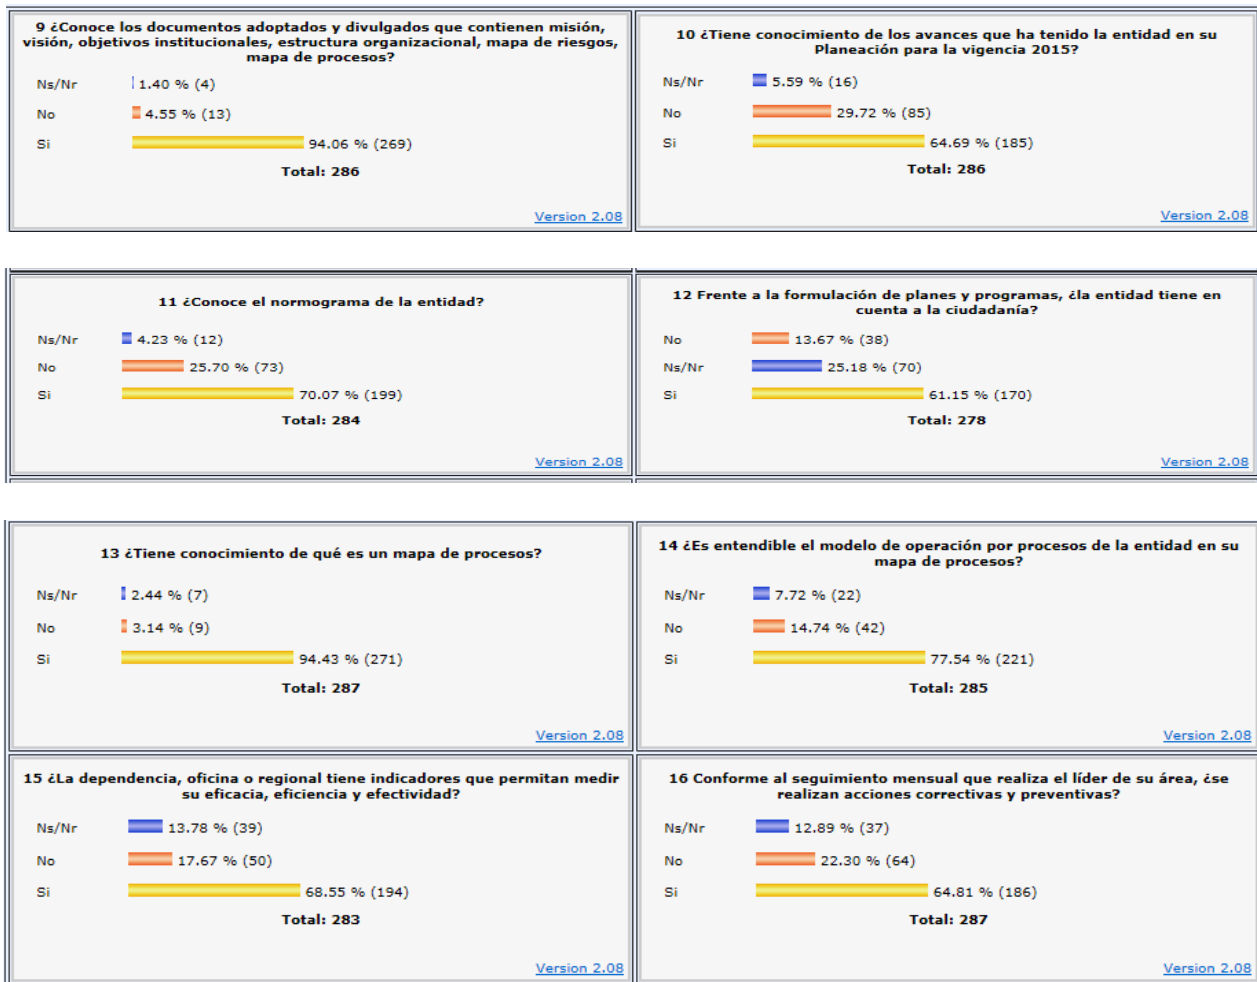 9 ¿Conoce los documentos adoptados y divulgados que contienen misión,
visión, objetivos institucionales, estructura organizacional, mapa de riesgos,
mapa de procesos?
Ns/Nr 1.40 % (4)
No 4.55 % (13)
Si 94.06 % (269)
Total: 286
Version 2.08
10 ¿Tiene conocimiento de los avances que ha tenido la entidad en su
Planeación para la vigencia 2015?
Ns/Nr 5.59 % (16)
No 29.72 % (85)
Si 64.69 % (185)
Total: 286
Version 2.08
11 ¿Conoce el normograma de la entidad?
Ns/Nr 4.23 % (12)
No 25.70 % (73)
Si 70.07 % (199)
Total: 284
Version 2.08
12 Frente a la formulación de planes y programas, ¿la entidad tiene en
cuenta a la ciudadanía?
No 13.67 % (38)
Ns/Nr 25.18 % (70)
Si 61.15 % (170)
Total: 278
Version 2.08
13 ¿Tiene conocimiento de qué es un mapa de procesos?
Ns/Nr 2.44 % (7)
No 3.14 % (9)
Si 94.43 % (271)
Total: 287
Version 2.08
14 ¿Es entendible el modelo de operación por procesos de la entidad en su
mapa de procesos?
Ns/Nr 7.72 % (22)
No 14.74 % (42)
Si 77.54 % (221)
Total: 285
Version 2.08
15 ¿La dependencia, oficina o regional tiene indicadores que permitan medir
su eficacia, eficiencia y efectividad?
Ns/Nr 13.78 % (39)
No 17.67 % (50)
Si 68.55 % (194)
Total: 283
Version 2.08
16 Conforme al seguimiento mensual que realiza el líder de su área, ¿se
realizan acciones correctivas y preventivas?
Ns/Nr 12.89 % (37)
No 22.30 % (64)
Si 64.81 % (186)
Total: 287
Version 2.08